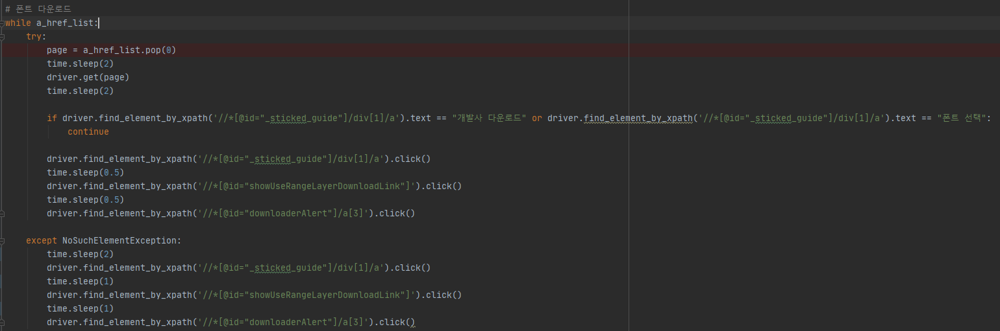 # 폰트 다운로드
while a_href_list:
    try:
        page = a_href_list.pop(0)
        time.sleep(2)
        driver.get(page)
        time.sleep(2)

        if driver.find_element_by_xpath('//*[@id="_sticked_guide"]/div[1]/a').text == "개발사 다운로드" or driver.find_element_by_xpath('//*[@id="_sticked_guide"]/div[1]/a').text == "폰트 선택":
            continue

        driver.find_element_by_xpath('//*[@id="_sticked_guide"]/div[1]/a').click()
        time.sleep(0.5)
        driver.find_element_by_xpath('//*[@id="showUseRangeLayerDownloadLink"]').click()
        time.sleep(0.5)
        driver.find_element_by_xpath('//*[@id="downloaderAlert"]/a[3]').click()

    except NoSuchElementException:
        time.sleep(2)
        driver.find_element_by_xpath('//*[@id="_sticked_guide"]/div[1]/a').click()
        time.sleep(1)
        driver.find_element_by_xpath('//*[@id="showUseRangeLayerDownloadLink"]').click()
        time.sleep(1)
        driver.find_element_by_xpath('//*[@id="downloaderAlert"]/a[3]').click()